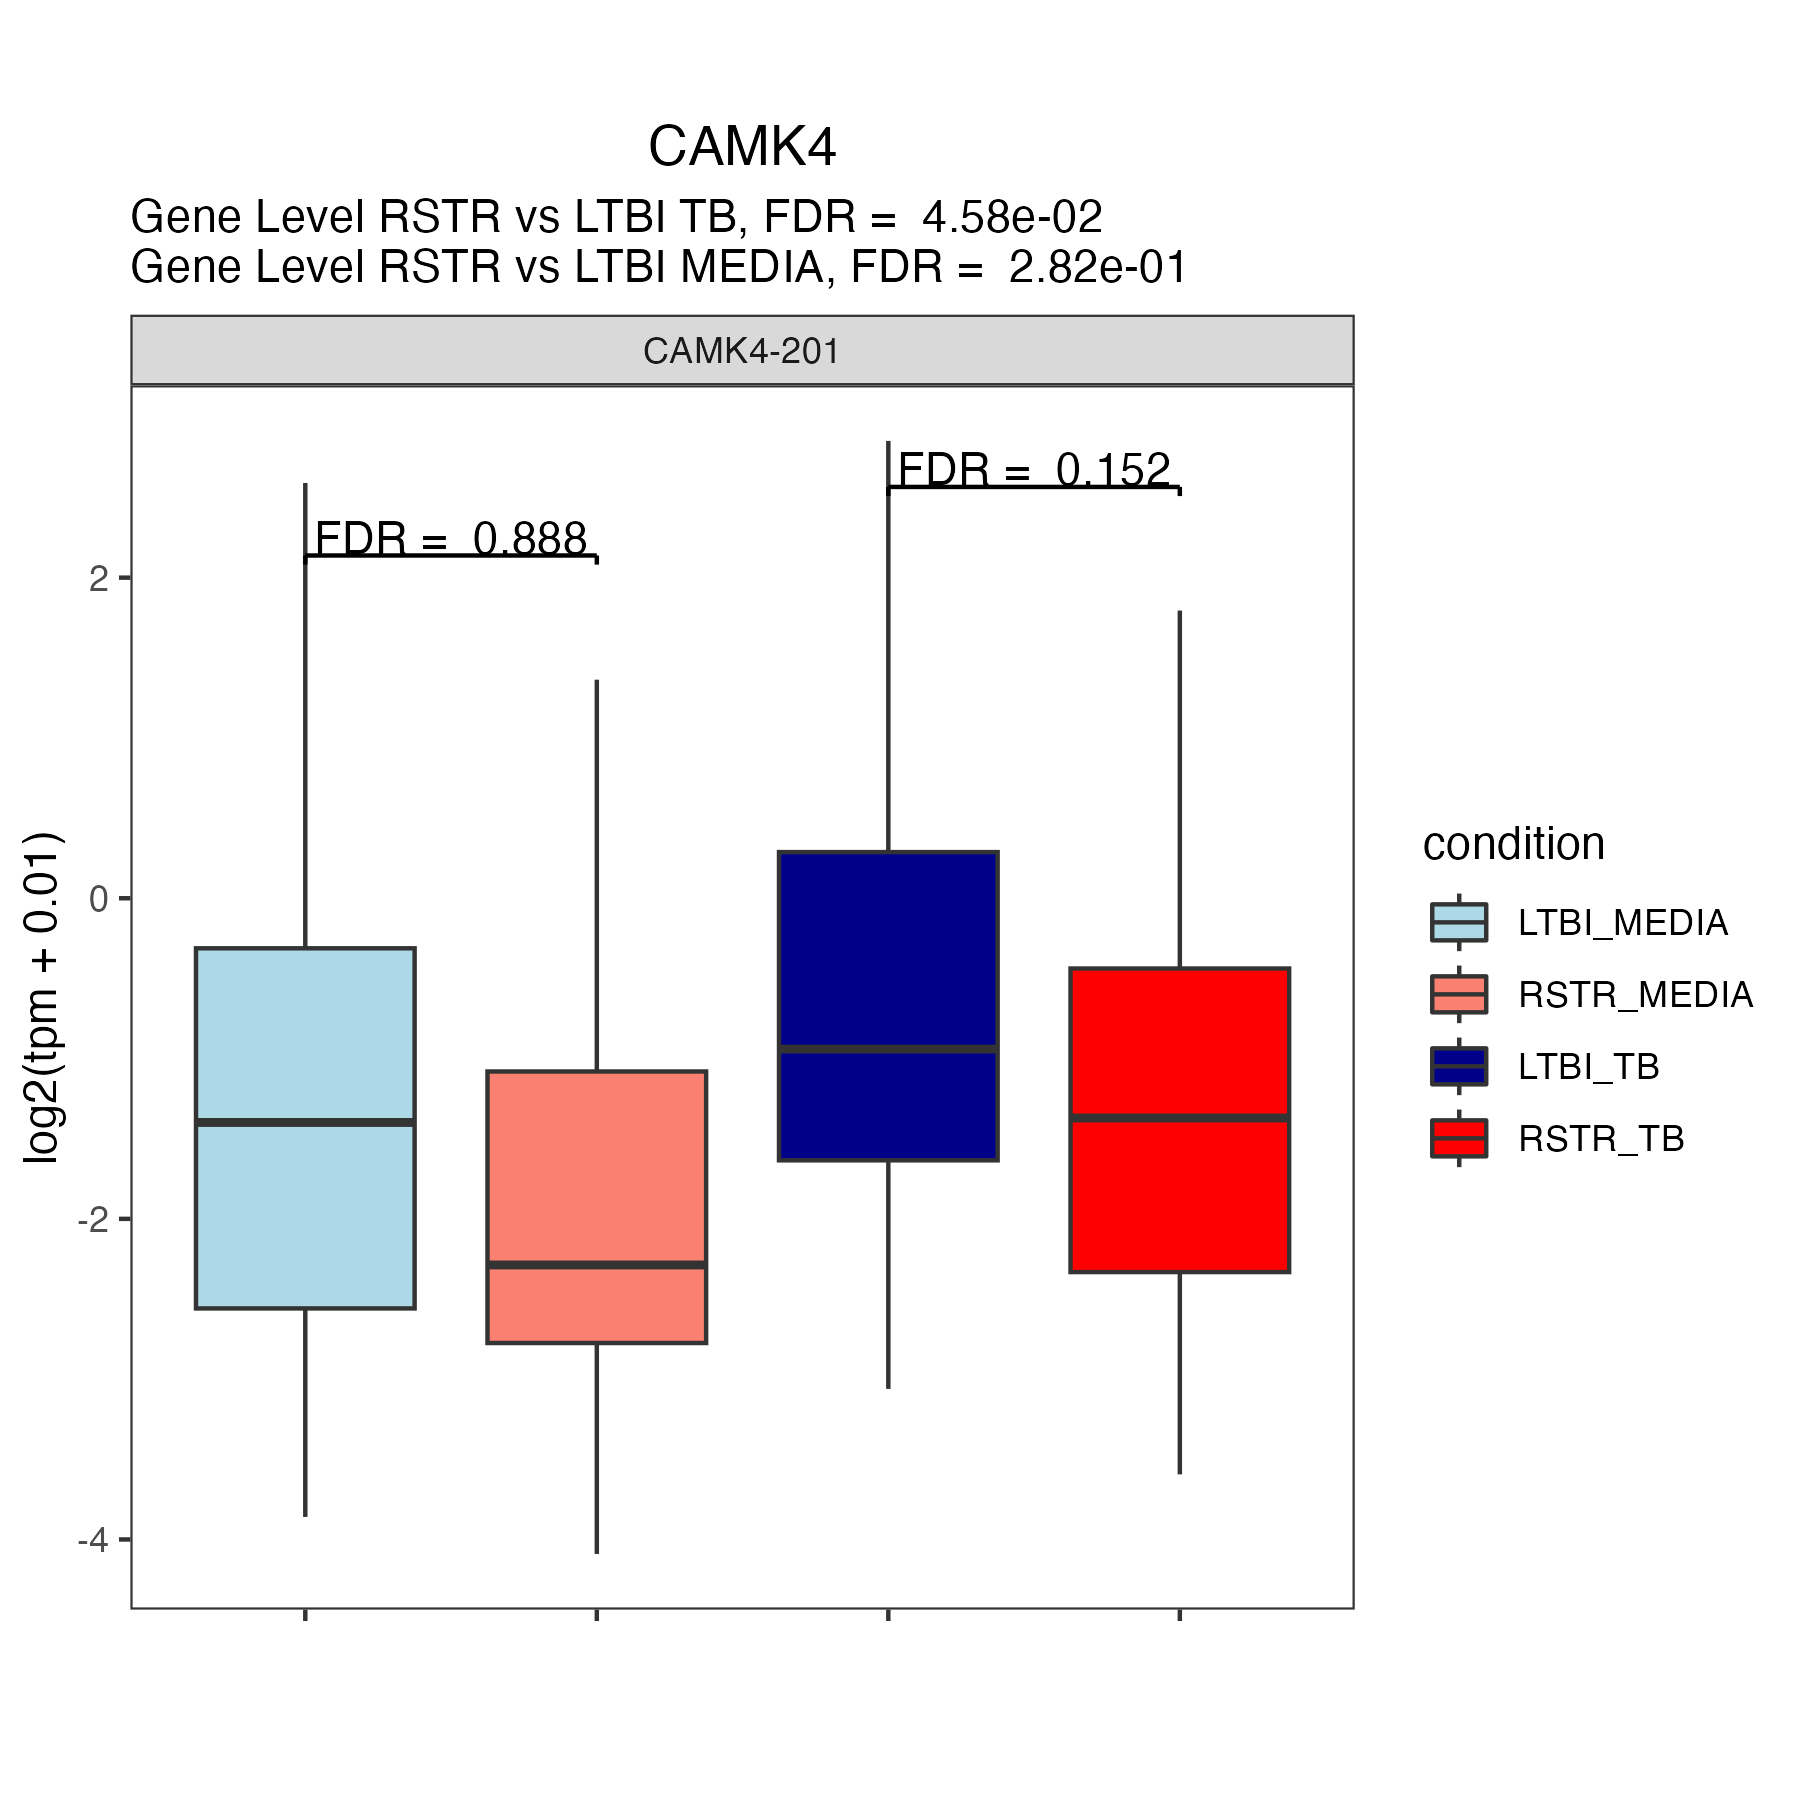 CAMK4
Gene Level RSTR vs LTBI TB, FDR =  4.58e-02
Gene Level RSTR vs LTBI MEDIA, FDR =  2.82e-01
CAMK4-201
FDR =  0.152
FDR =  0.888
2
0
-2
-4
log2(tpm + 0.01)
condition
LTBI_MEDIA
RSTR_MEDIA
LTBI_TB
RSTR_TB